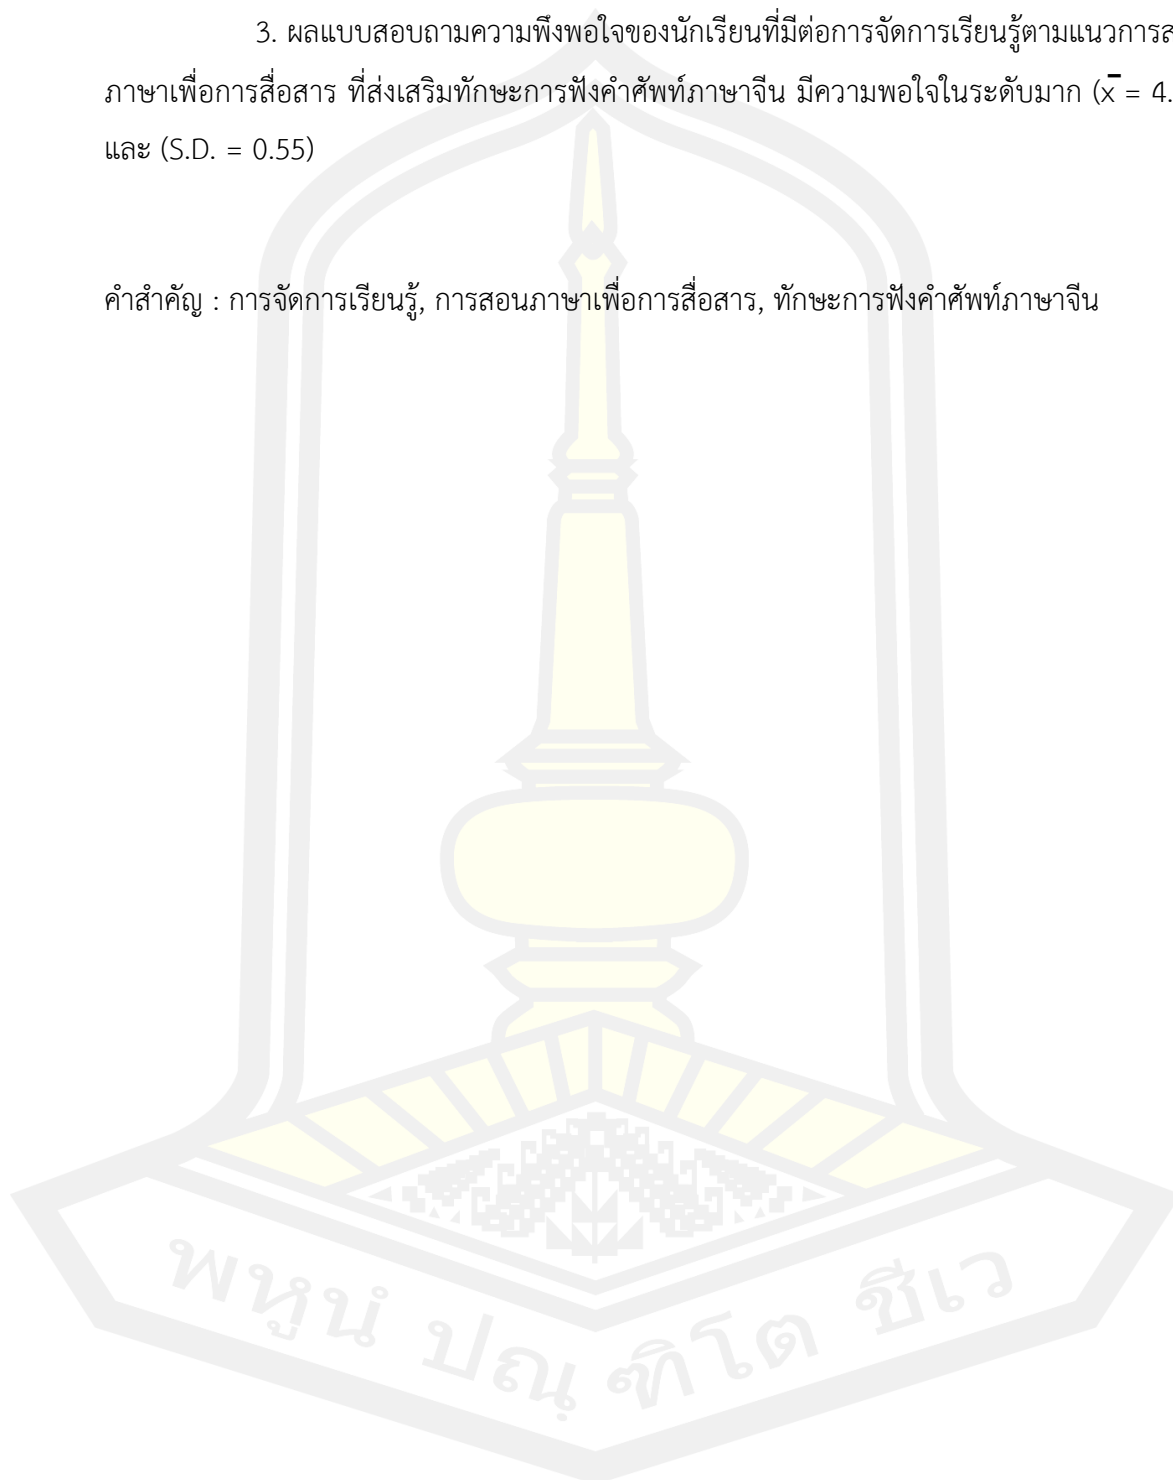 3. ผลแบบสอบถามความพึงพอใจของนักเรียนที่มีต่อการจัดการเรียนรู้ตามแนวการส
ภาษาเพื่อการสื่อสาร ที่ส่งเสริมทักษะการฟังคำศัพท์ภาษาจีน มีความพอใจในระดับมาก (x̄ = 4.
และ (S.D. = 0.55)
คำสำคัญ : การจัดการเรียนรู้, การสอนภาษาเพื่อการสื่อสาร, ทักษะการฟังคำศัพท์ภาษาจีน
พหูนํ ปณฺฑิโต ชีเว